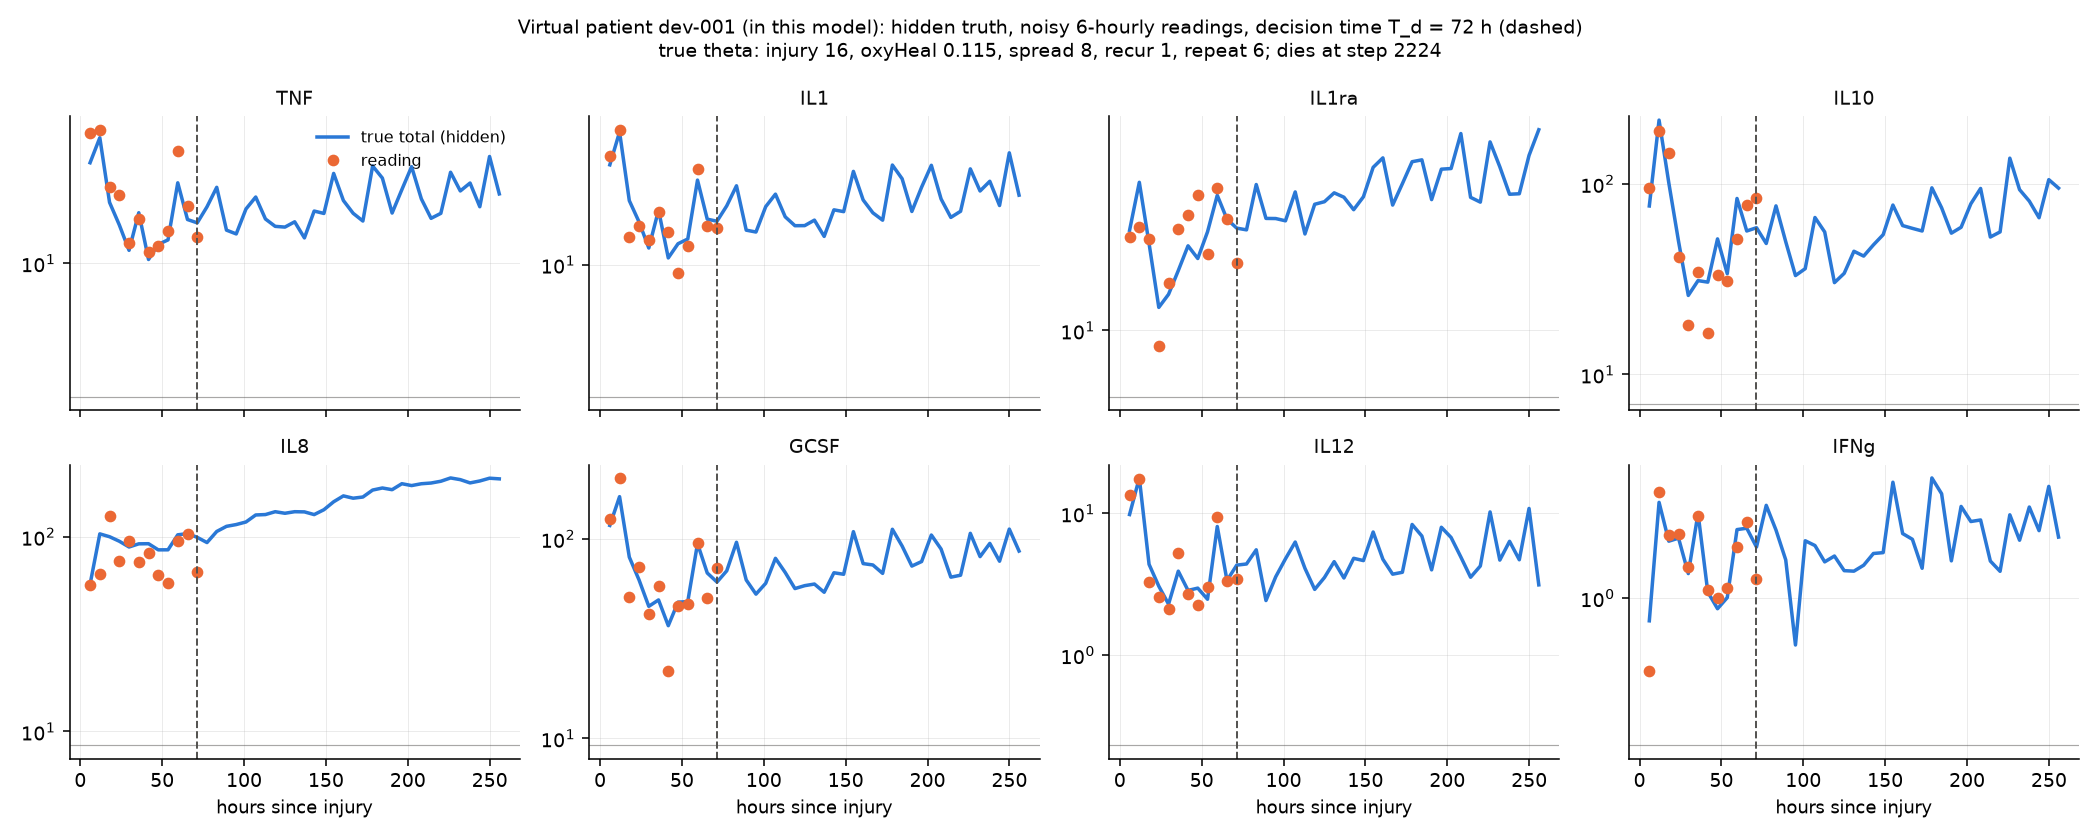 Virtual patient dev-001 (in this model): hidden truth, noisy 6-hourly readings, decision time T_d = 72 h (dashed)
true theta: injury 16, oxyHeal 0.115, spread 8, recur 1, repeat 6; dies at step 2224
TNF
IL1
IL1ra
IL10
true total (hidden)
reading
10¹
10¹
10¹
10²
10¹
IL8
GCSF
IL12
IFNg
10²
10¹
10²
10¹
10¹
10⁰
10⁰
0 50 100 150 200 250
0 50 100 150 200 250
0 50 100 150 200 250
0 50 100 150 200 250
hours since injury
hours since injury
hours since injury
hours since injury